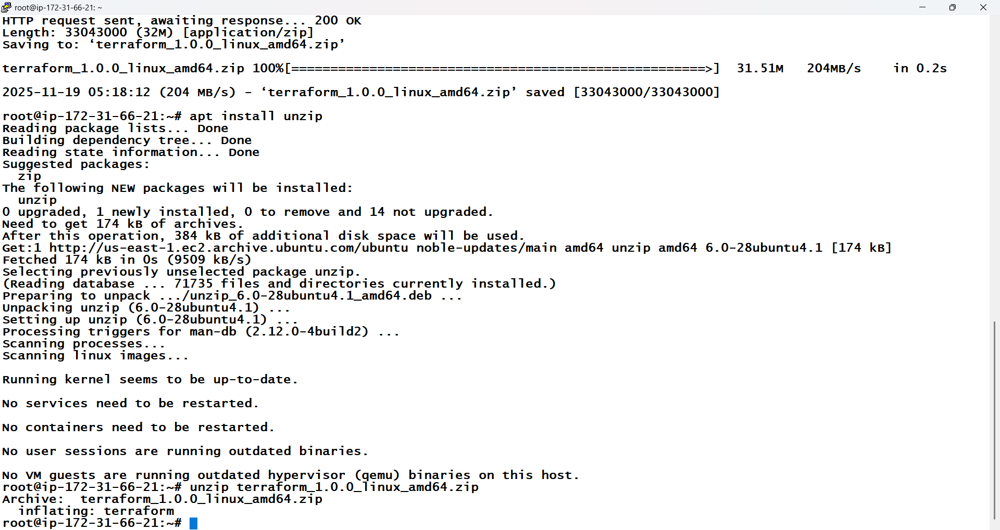 root@ip-172-31-66-21: ~
HTTP request sent, awaiting response... 200 OK
Length: 33043000 (32M) [application/zip]
Saving to: ‘terraform_1.0.0_linux_amd64.zip’
terraform_1.0.0_linux_amd64.zip 100%[=====================================================>]  31.51M   204MB/s    in 0.2s
2025-11-19 05:18:12 (204 MB/s) - ‘terraform_1.0.0_linux_amd64.zip’ saved [33043000/33043000]
root@ip-172-31-66-21:~# apt install unzip
Reading package lists... Done
Building dependency tree... Done
Reading state information... Done
Suggested packages:
  zip
The following NEW packages will be installed:
  unzip
0 upgraded, 1 newly installed, 0 to remove and 14 not upgraded.
Need to get 174 kB of archives.
After this operation, 384 kB of additional disk space will be used.
Get:1 http://us-east-1.ec2.archive.ubuntu.com/ubuntu noble-updates/main amd64 unzip amd64 6.0-28ubuntu4.1 [174 kB]
Fetched 174 kB in 0s (9509 kB/s)
Selecting previously unselected package unzip.
(Reading database ... 71735 files and directories currently installed.)
Preparing to unpack .../unzip_6.0-28ubuntu4.1_amd64.deb ...
Unpacking unzip (6.0-28ubuntu4.1) ...
Setting up unzip (6.0-28ubuntu4.1) ...
Processing triggers for man-db (2.12.0-4build2) ...
Scanning processes...
Scanning linux images...
Running kernel seems to be up-to-date.
No services need to be restarted.
No containers need to be restarted.
No user sessions are running outdated binaries.
No VM guests are running outdated hypervisor (qemu) binaries on this host.
root@ip-172-31-66-21:~# unzip terraform_1.0.0_linux_amd64.zip
Archive:  terraform_1.0.0_linux_amd64.zip
  inflating: terraform
root@ip-172-31-66-21:~#